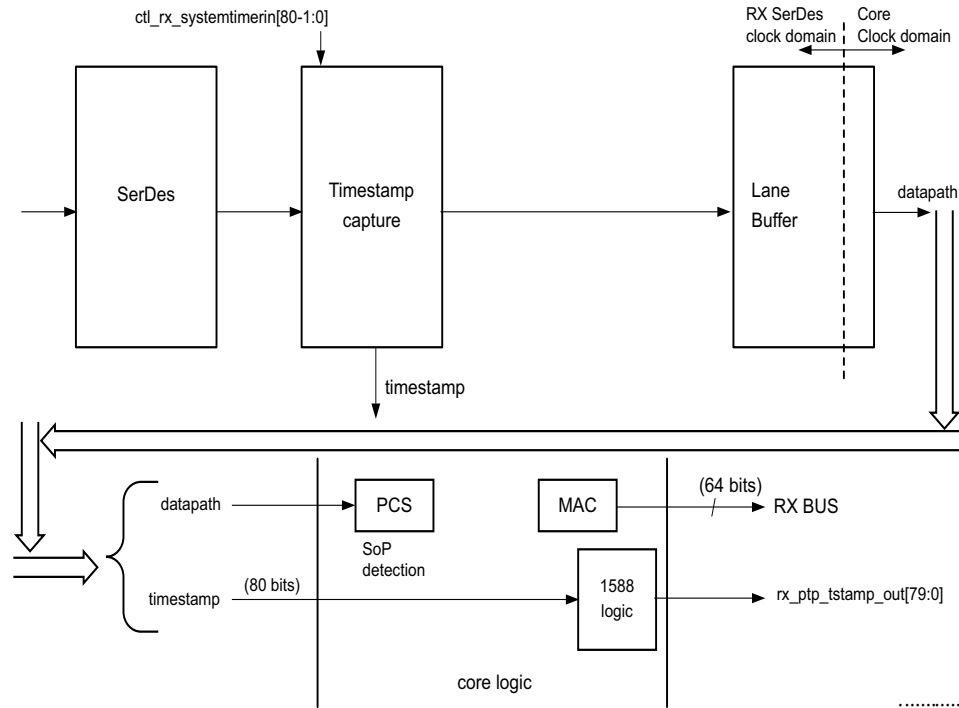 ctl_rx_systemtimerin[80-1:0]
RX SerDes
clock domain
Core
Clock domain
SerDes
Timestamp
capture
Lane
Buffer
datapath
timestamp
datapath
PCS
SoP
detection
MAC
(64 bits)
RX BUS
timestamp
(80 bits)
1588
logic
rx_ptp_tstamp_out[79:0]
core logic